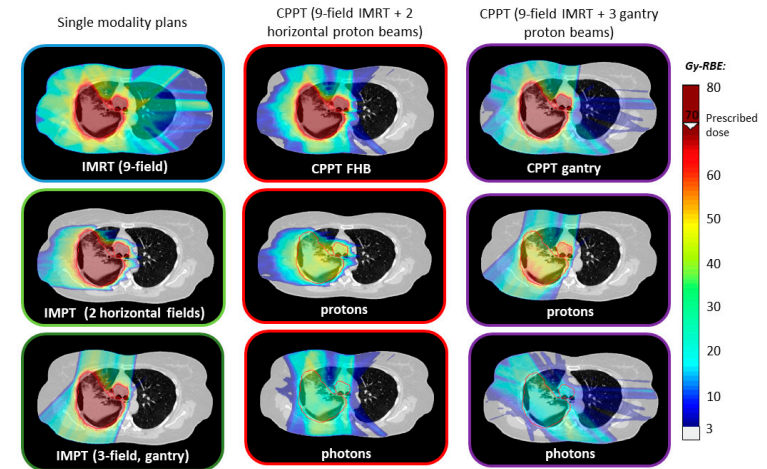 Single modality plans
CPPT (9-field IMRT + 2
horizontal proton beams)
CPPT (9-field IMRT + 3 gantry
proton beams)
IMRT (9-field)
CPPT FHB
CPPT gantry
IMPT (2 horizontal fields)
protons
protons
IMPT (3-field, gantry)
photons
photons
Gy-RBE:
80
70
Prescribed
dose
60
50
40
30
20
10
3